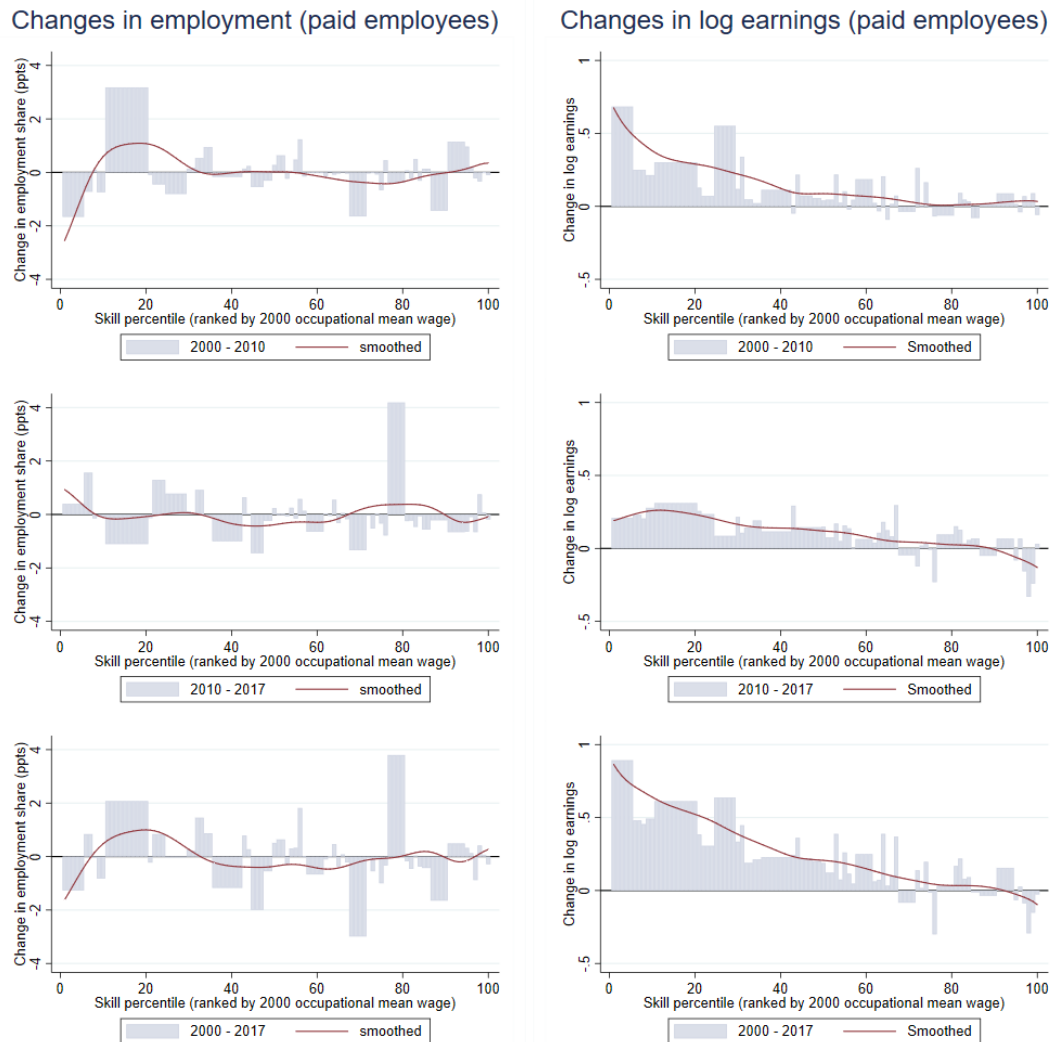 Changes in employment (paid employees)
Changes in log earnings (paid employees)
Change in employment share (ppts)
4
2
0
-2
-4
0 20 40 60 80 100
Skill percentile (ranked by 2000 occupational mean wage)
2000 - 2010 smoothed
Change in log earnings
1
.5
0
-.5
0 20 40 60 80 100
Skill percentile (ranked by 2000 occupational mean wage)
2000 - 2010 Smoothed
Change in employment share (ppts)
4
2
0
-2
-4
0 20 40 60 80 100
Skill percentile (ranked by 2000 occupational mean wage)
2010 - 2017 smoothed
Change in log earnings
1
.5
0
-.5
0 20 40 60 80 100
Skill percentile (ranked by 2000 occupational mean wage)
2010 - 2017 Smoothed
Change in employment share (ppts)
4
2
0
-2
-4
0 20 40 60 80 100
Skill percentile (ranked by 2000 occupational mean wage)
2000 - 2017 smoothed
Change in log earnings
1
.5
0
-.5
0 20 40 60 80 100
Skill percentile (ranked by 2000 occupational mean wage)
2000 - 2017 Smoothed